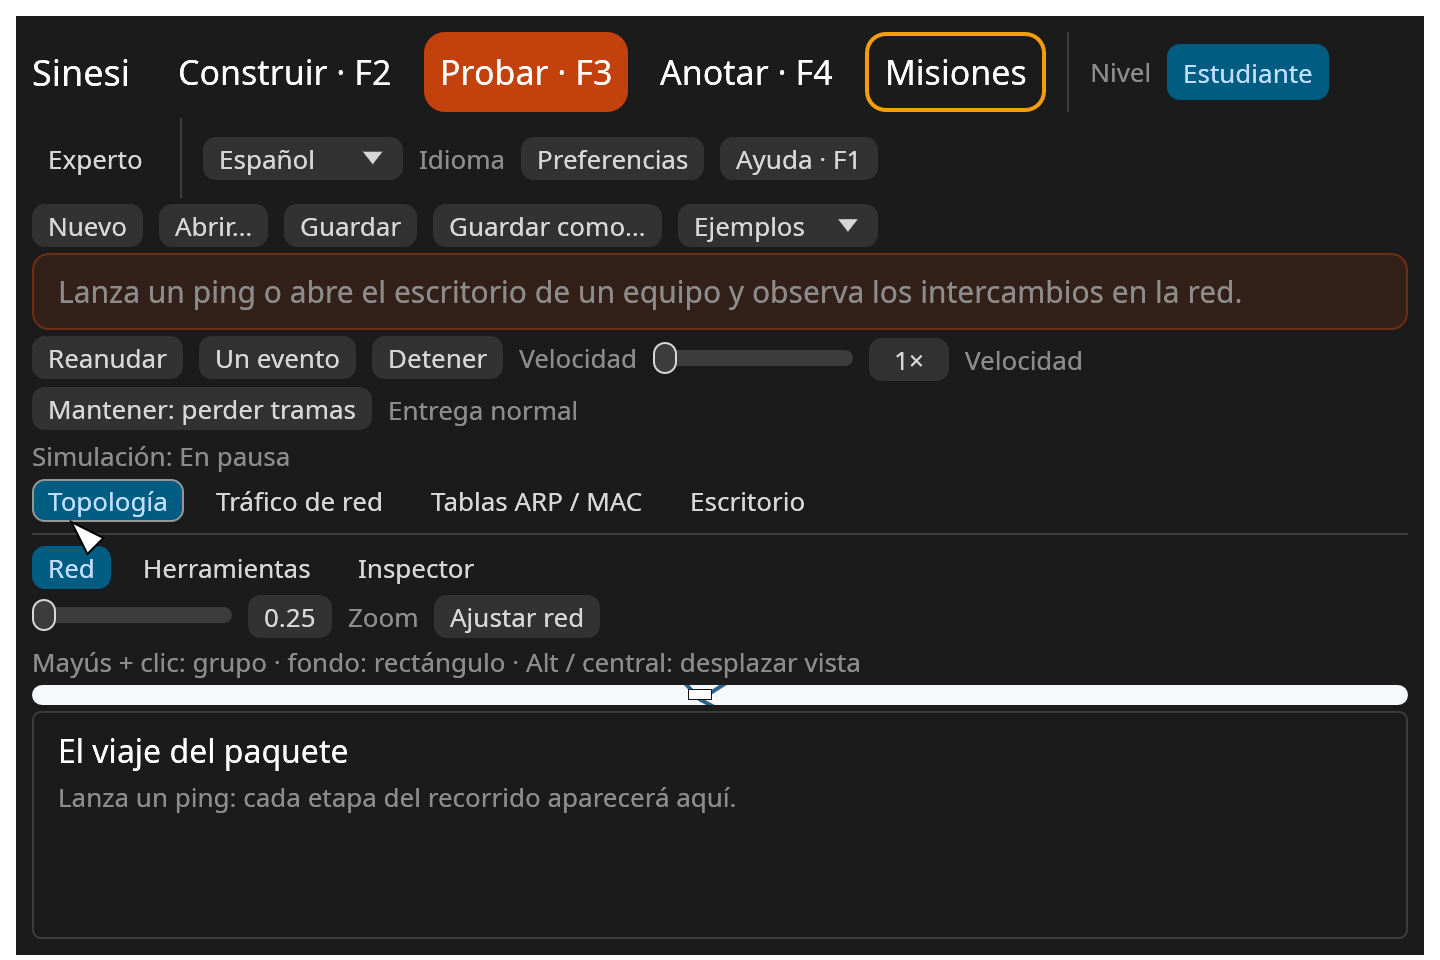 Sinesi Construir · F2 Probar · F3 Anotar · F4 Misiones Nivel Estudiante
Experto Español Idioma Preferencias Ayuda · F1
Nuevo Abrir... Guardar Guardar como... Ejemplos
Lanza un ping o abre el escritorio de un equipo y observa los intercambios en la red.
Reanudar Un evento Detener Velocidad 1× Velocidad
Mantener: perder tramas Entrega normal
Simulación: En pausa
Topología Tráfico de red Tablas ARP / MAC Escritorio
Red Herramientas Inspector
0.25 Zoom Ajustar red
Mayús + clic: grupo · fondo: rectángulo · Alt / central: desplazar vista
El viaje del paquete
Lanza un ping: cada etapa del recorrido aparecerá aquí.